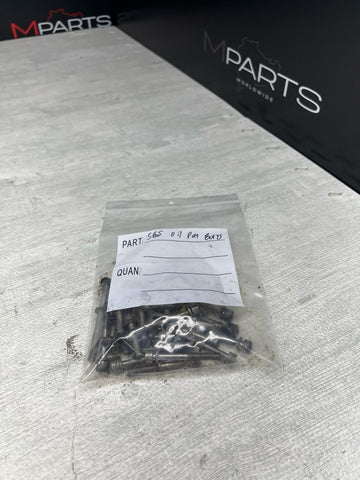 MPARTS
MPARTS
WORLDWIDE
PART: S65 Oil Pan Bolts
QUAN: